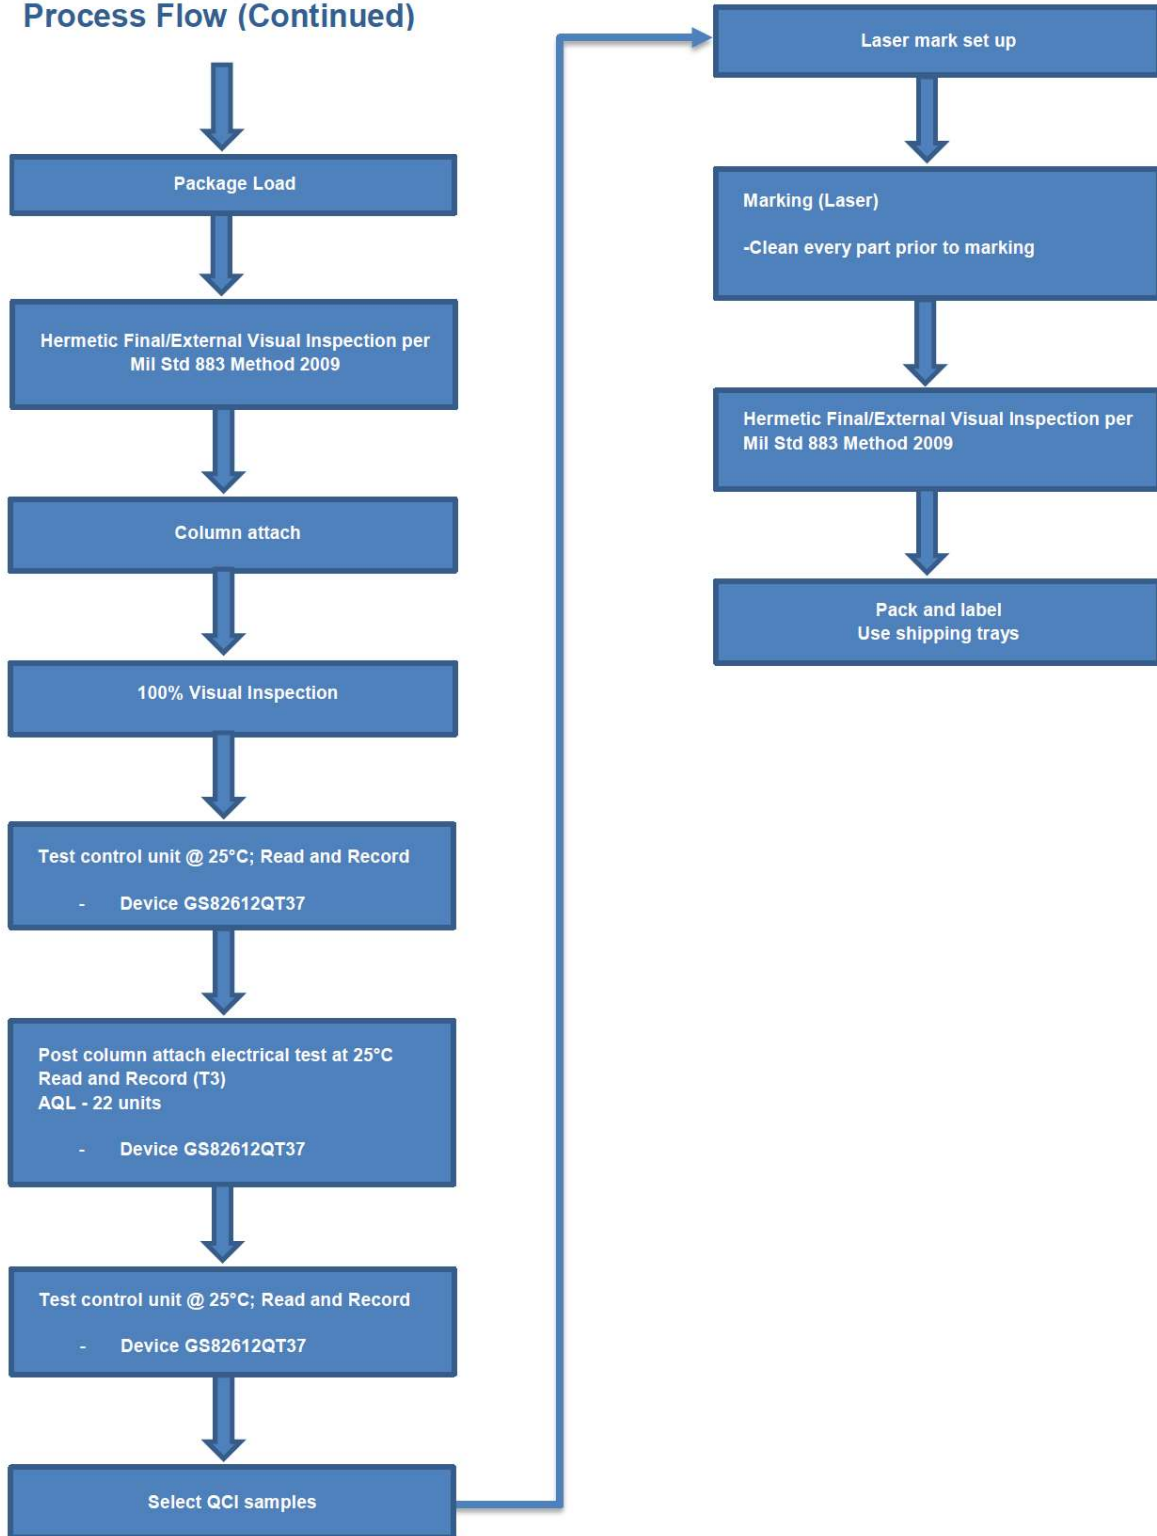 Process Flow (Continued)
Package Load
Hermetic Final/External Visual Inspection per
Mil Std 883 Method 2009
Column attach
100% Visual Inspection
Test control unit @ 25°C; Read and Record
- Device GS82612QT37
Post column attach electrical test at 25°C
Read and Record (T3)
AQL - 22 units
- Device GS82612QT37
Test control unit @ 25°C; Read and Record
- Device GS82612QT37
Select QCI samples
Laser mark set up
Marking (Laser)
-Clean every part prior to marking
Hermetic Final/External Visual Inspection per
Mil Std 883 Method 2009
Pack and label
Use shipping trays